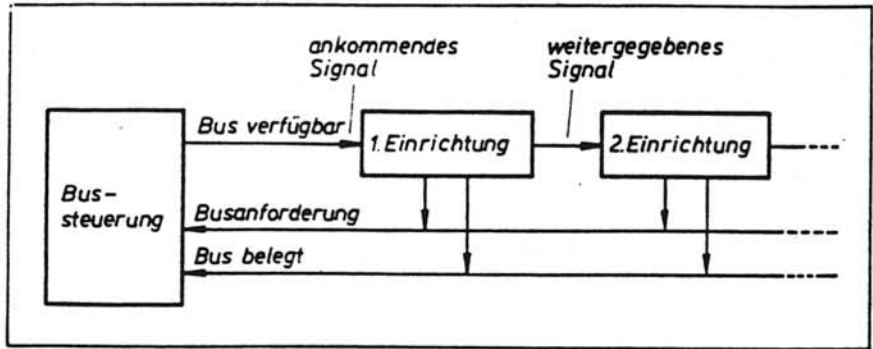 ankommendes
Signal
weitergegebenes
Signal
Bus verfügbar
1. Einrichtung
2. Einrichtung
Bus-
steuerung
Busanforderung
Bus belegt